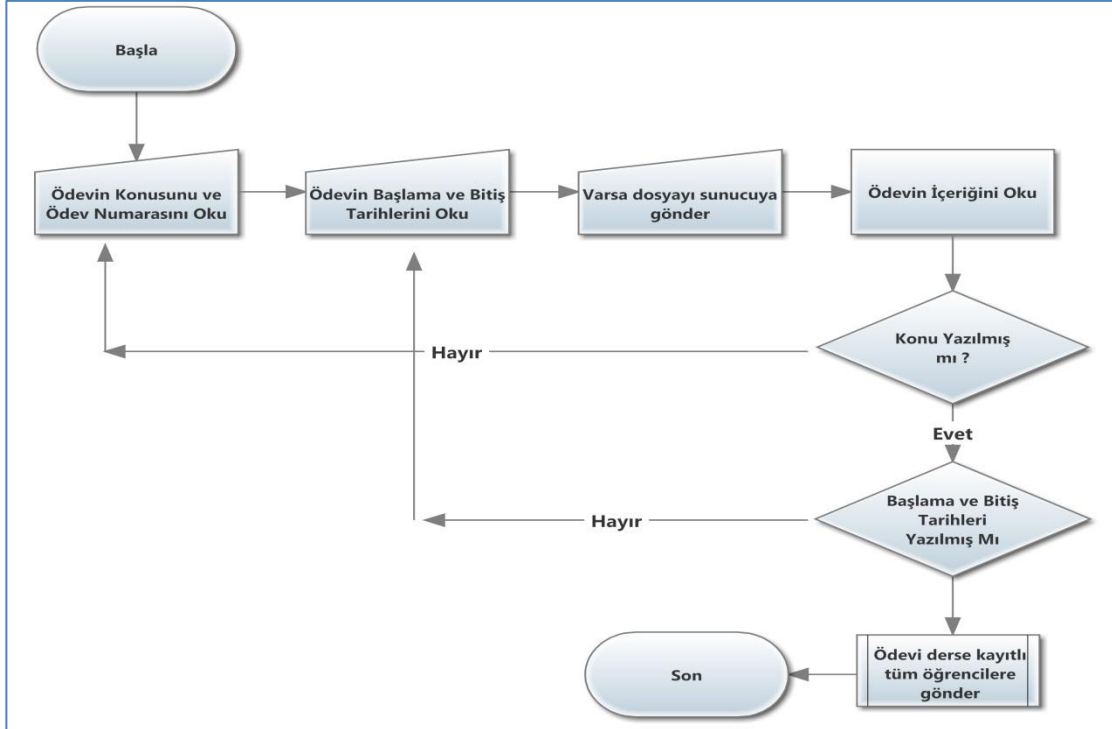 Başla
Ödevin Konusunu ve
Ödev Numarasını Oku
Ödevin Başlama ve Bitiş
Tarihlerini Oku
Varsa dosyayı sunucuya
gönder
Ödevin İçeriğini Oku
Konu Yazılmış
mı ?
Hayır
Evet
Başlama ve Bitiş
Tarihleri
Yazılmış Mı
Hayır
Ödevi derse kayıtlı
tüm öğrencilere
gönder
Son